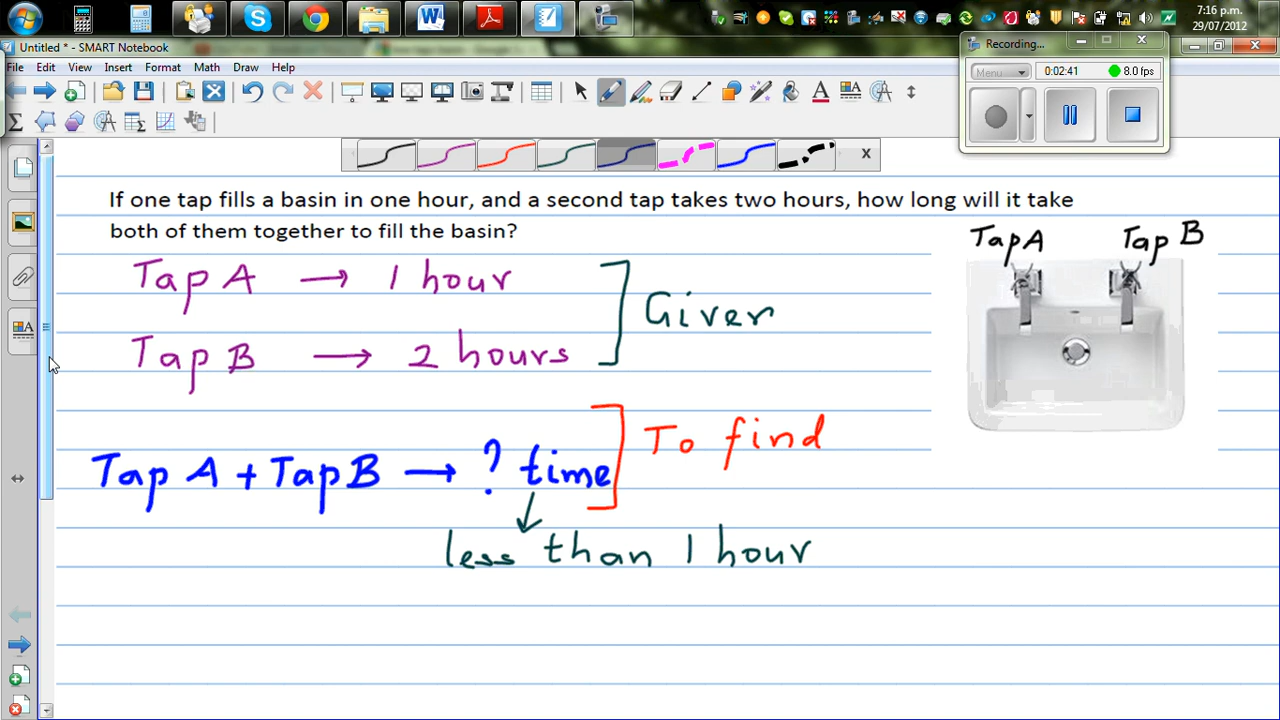 7:16 p.m.
29/07/2012
Untitled * - SMART Notebook
Recording...
File Edit View Insert Format Math Draw Help
Menu
0:02:41
8.0 fps
If one tap fills a basin in one hour, and a second tap takes two hours, how long will it take
both of them together to fill the basin?
Tap A
Tap B
Tap A → 1 hour
Given
Tap B → 2 hours
To find
Tap A + Tap B → ? time
less than 1 hour